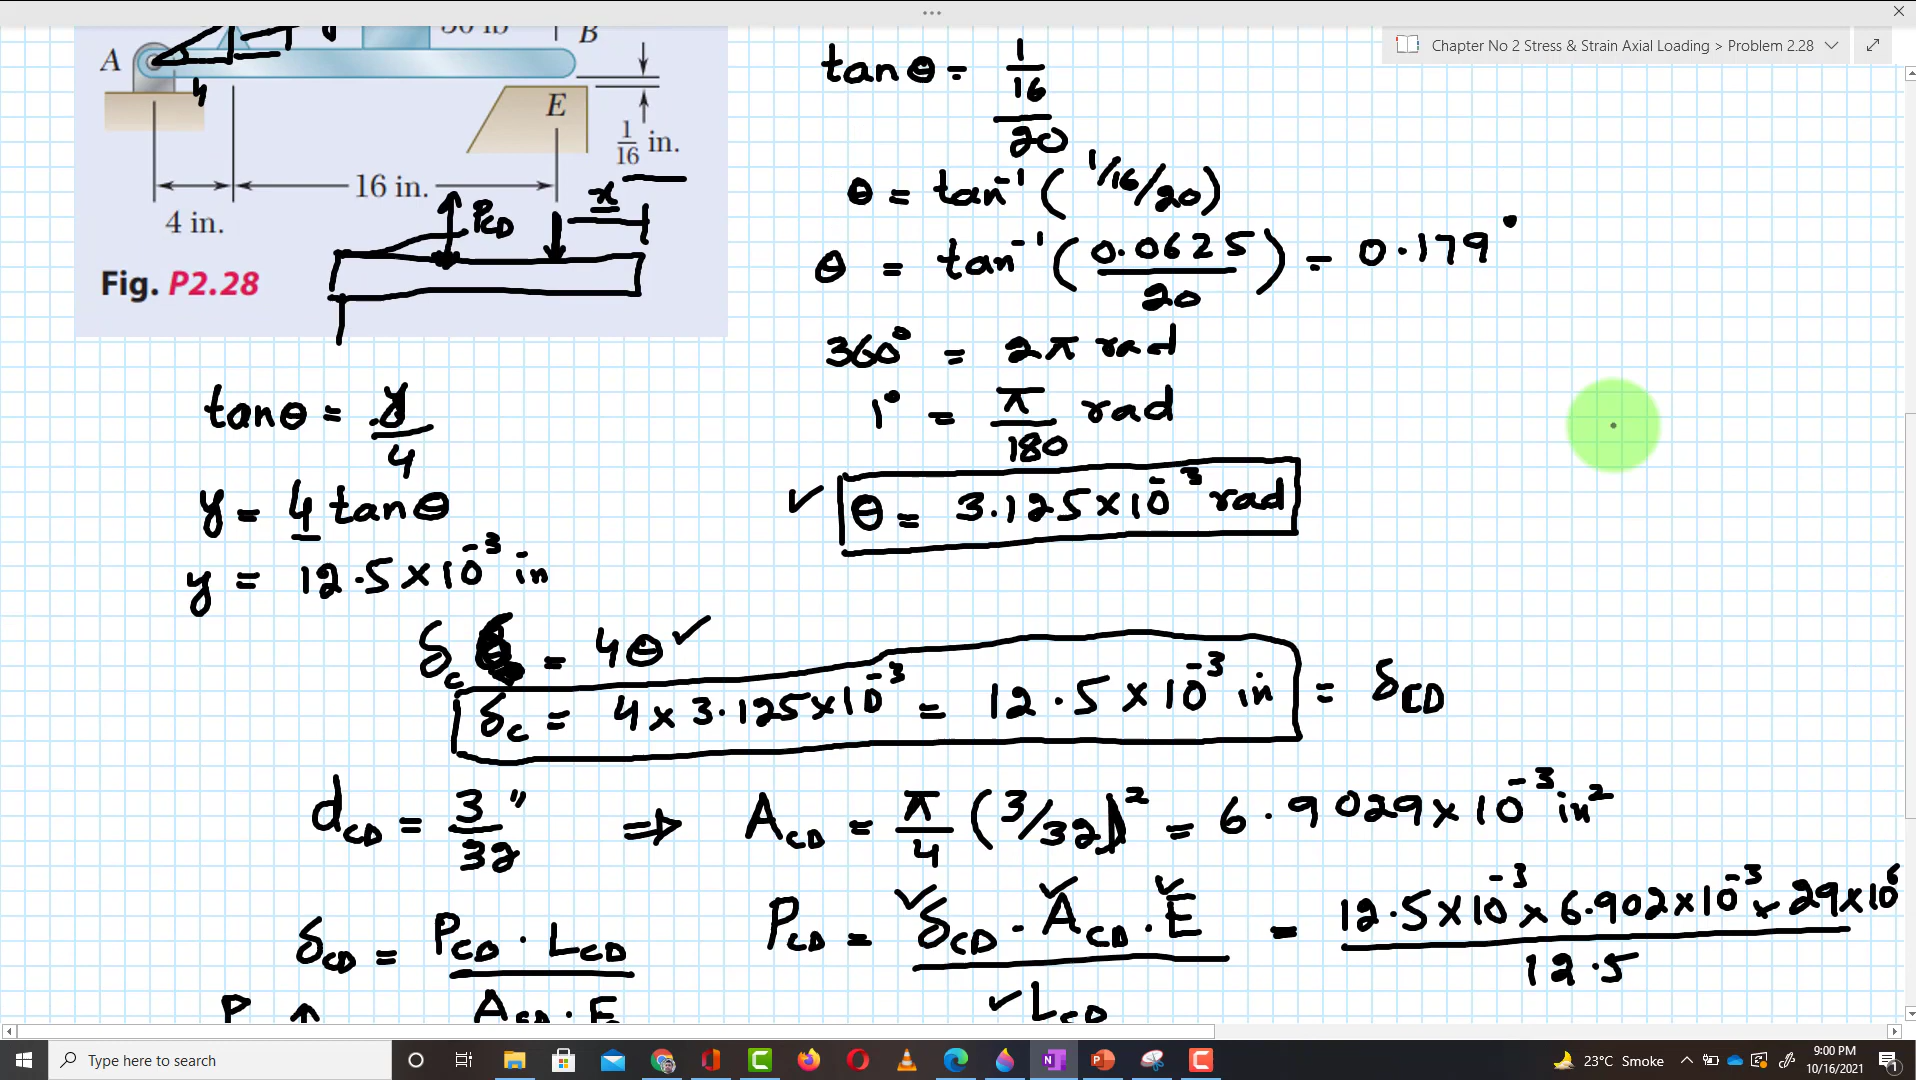 Chapter No 2 Stress & Strain Axial Loading > Problem 2.28
A
B
4
E
1/16 in.
16 in.
4 in.
x
P_CD
Fig. P2.28
tanθ = y/4
y = 4 tanθ
y = 12.5×10^-3 in
tanθ = 1/16/20
θ = tan^-1 (1/16/20)
θ = tan^-1 (0.0625/20) = 0.179°
360° = 2π rad
1° = π/180 rad
θ = 3.125×10^-3 rad
δ_c = 4θ
δ_c = 4 × 3.125×10^-3 = 12.5×10^-3 in = δ_CD
d_CD = 3"/32 ⇒ A_CD = π/4 (3/32)^2 = 6.9029×10^-3 in^2
δ_CD = P_CD · L_CD / A_CD · E
P_CD = δ_CD · A_CD · E / L_CD = 12.5×10^-3 × 6.902×10^-3 × 29×10^6 / 12.5
Type here to search
23°C Smoke
9:00 PM
10/16/2021
1